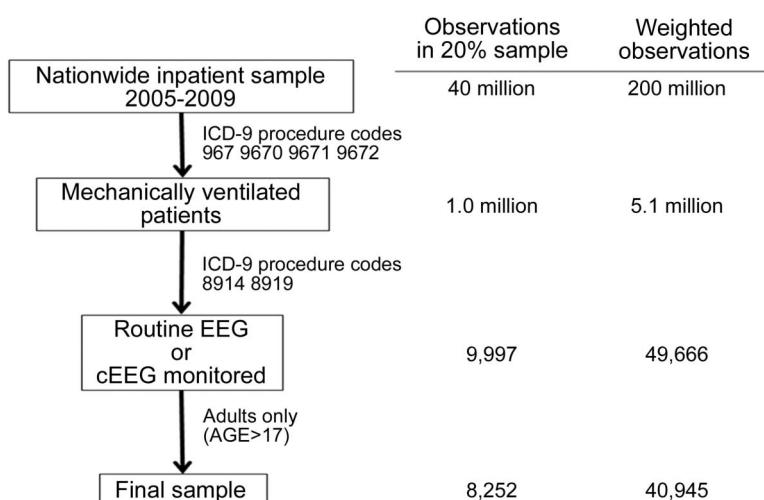 Observations
in 20% sample
Weighted
observations
Nationwide inpatient sample
2005-2009
40 million
200 million
ICD-9 procedure codes
967 9670 9671 9672
Mechanically ventilated
patients
1.0 million
5.1 million
ICD-9 procedure codes
8914 8919
Routine EEG
or
cEEG monitored
9,997
49,666
Adults only
(AGE>17)
Final sample
8,252
40,945